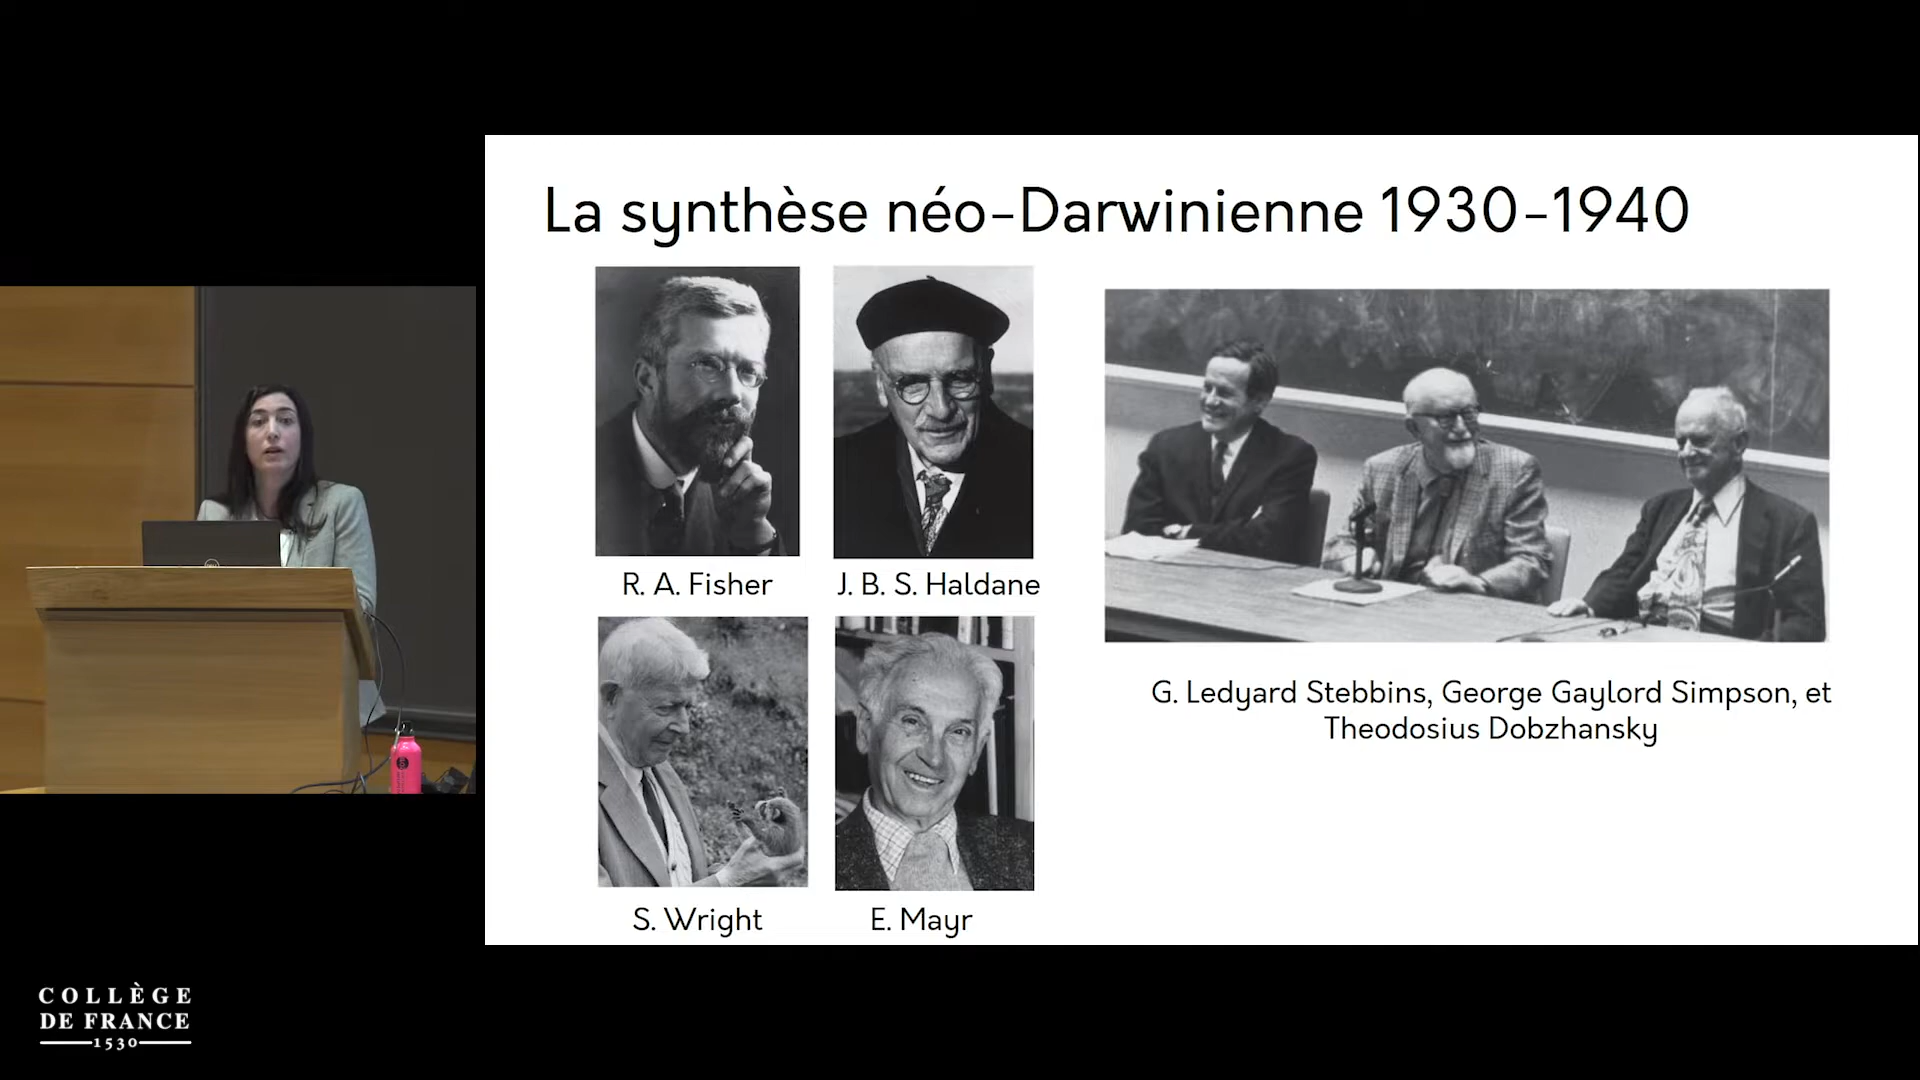 La synthèse néo-Darwinienne 1930-1940
R. A. Fisher
J. B. S. Haldane
S. Wright
E. Mayr
G. Ledyard Stebbins, George Gaylord Simpson, et
Theodosius Dobzhansky
COLLÈGE
DE FRANCE
1530